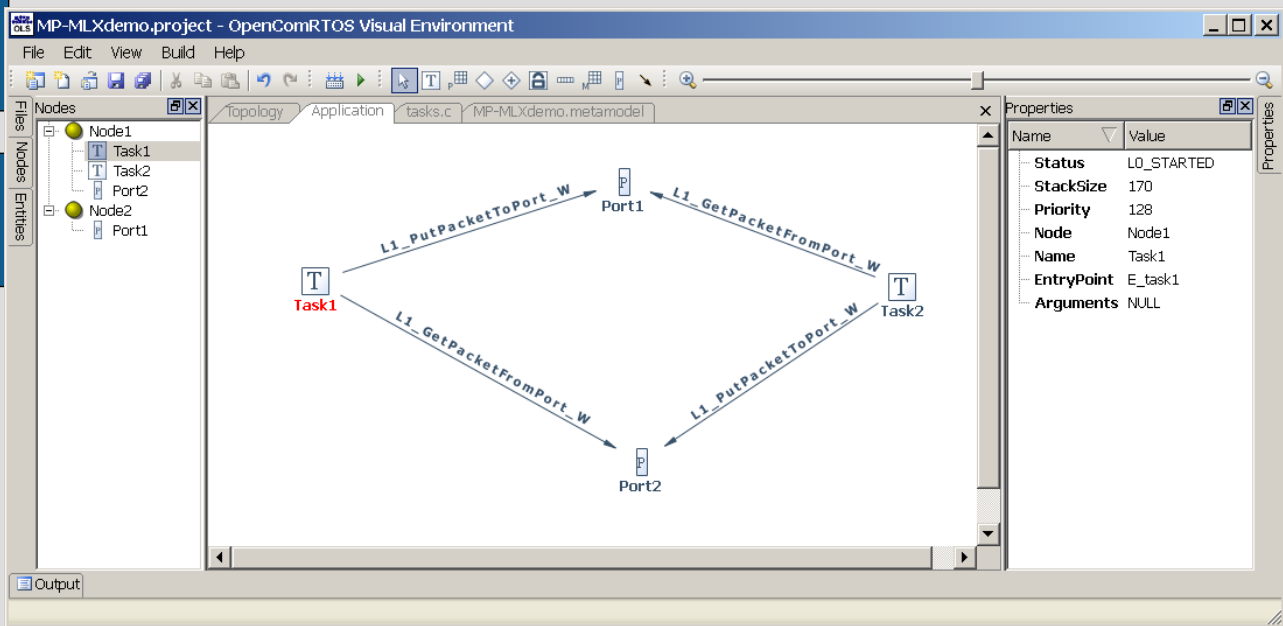 OLS MP-MLXdemo.project - OpenComRTOS Visual Environment
File Edit View Build Help
T P M P
Files
Nodes
Entities
Nodes
Node1
T Task1
T Task2
P Port2
Node2
P Port1
Topology Application tasks.c MP-MLXdemo.metamodel
P
Port1
L1_PutPacketToPort_W
L1_GetPacketFromPort_W
T
Task1
T
Task2
L1_GetPacketFromPort_W
L1_PutPacketToPort_W
P
Port2
Properties
Name Value
Status L0_STARTED
StackSize 170
Priority 128
Node Node1
Name Task1
EntryPoint E_task1
Arguments NULL
Properties
Output